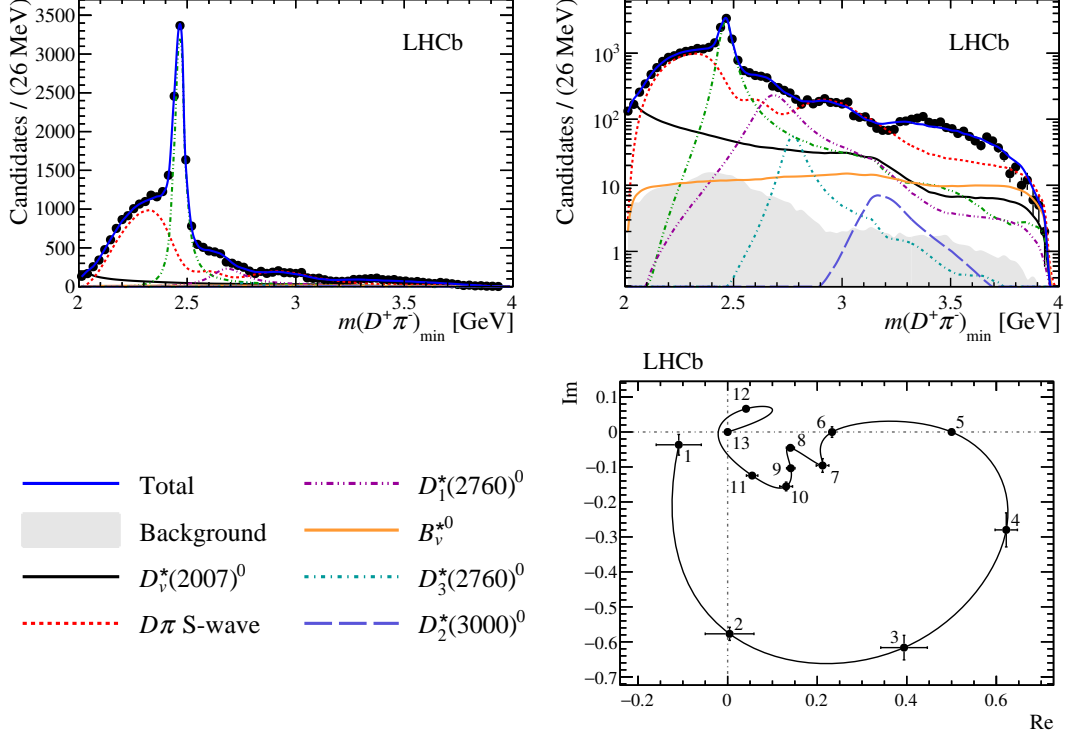 Candidates / (26 MeV)
3500
3000
2500
2000
1500
1000
500
0
LHCb
2
2.5
3
3.5
4
m(D⁺π⁻)min [GeV]
Candidates / (26 MeV)
10³
10²
10
1
LHCb
2
2.5
3
3.5
4
m(D⁺π⁻)min [GeV]
Total
Background
D*ᵥ(2007)⁰
Dπ S-wave
D*₁(2760)⁰
B*ᵥ⁰
D*₃(2760)⁰
D*₂(3000)⁰
LHCb
Im
0.1
0
−0.1
−0.2
−0.3
−0.4
−0.5
−0.6
−0.7
1
2
3
4
5
6
7
8
9
10
11
12
13
−0.2
0
0.2
0.4
0.6
Re